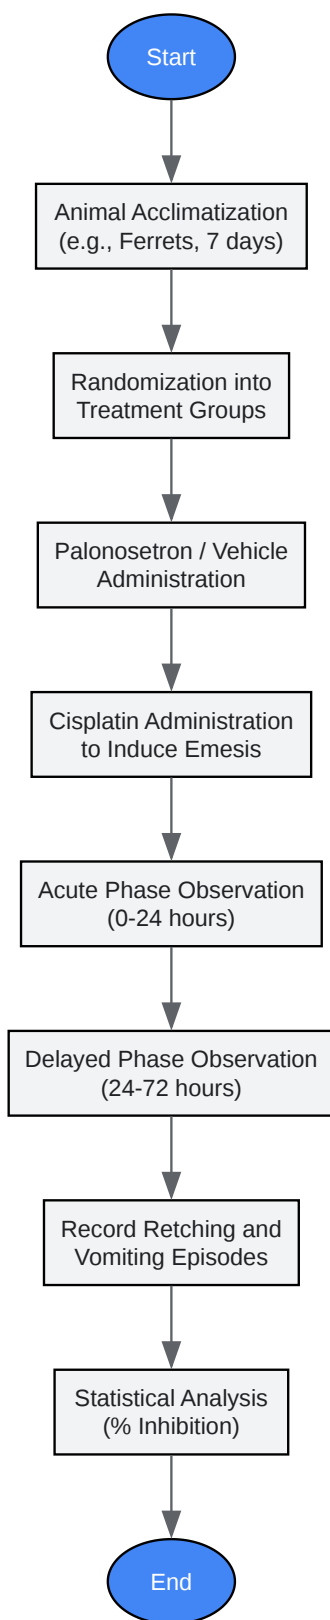 Start
Animal Acclimatization
(e.g., Ferrets, 7 days)
Randomization into
Treatment Groups
Palonosetron / Vehicle
Administration
Cisplatin Administration
to Induce Emesis
Acute Phase Observation
(0-24 hours)
Delayed Phase Observation
(24-72 hours)
Record Retching and
Vomiting Episodes
Statistical Analysis
(% Inhibition)
End